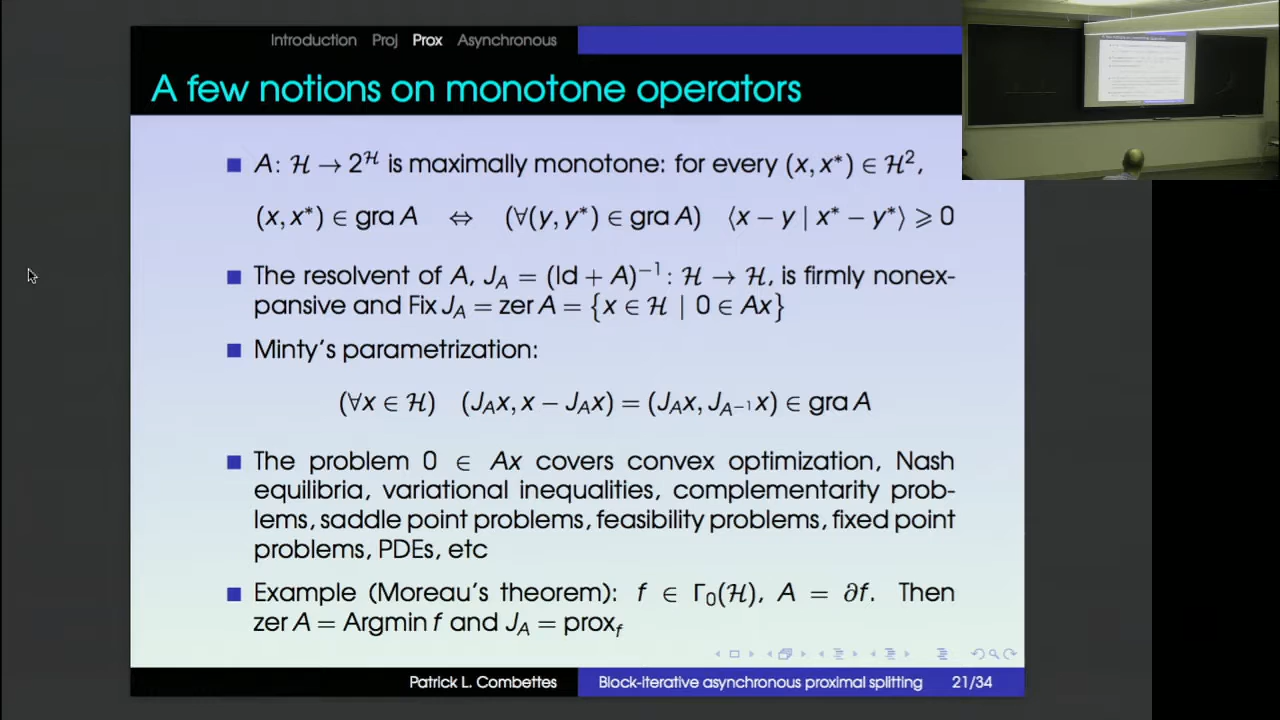 Introduction Proj Prox Asynchronous
A few notions on monotone operators
A: ℋ → 2^ℋ is maximally monotone: for every (x, x*) ∈ ℋ²,
(x, x*) ∈ gra A ⇔ (∀(y, y*) ∈ gra A) ⟨x − y | x* − y*⟩ ⩾ 0
The resolvent of A, J_A = (Id + A)⁻¹: ℋ → ℋ, is firmly nonex-
pansive and Fix J_A = zer A = {x ∈ ℋ | 0 ∈ Ax}
Minty's parametrization:
(∀x ∈ ℋ) (J_A x, x − J_A x) = (J_A x, J_{A⁻¹} x) ∈ gra A
The problem 0 ∈ Ax covers convex optimization, Nash
equilibria, variational inequalities, complementarity prob-
lems, saddle point problems, feasibility problems, fixed point
problems, PDEs, etc
Example (Moreau's theorem): f ∈ Γ₀(ℋ), A = ∂f. Then
zer A = Argmin f and J_A = prox_f
Patrick L. Combettes Block-iterative asynchronous proximal splitting 21/34